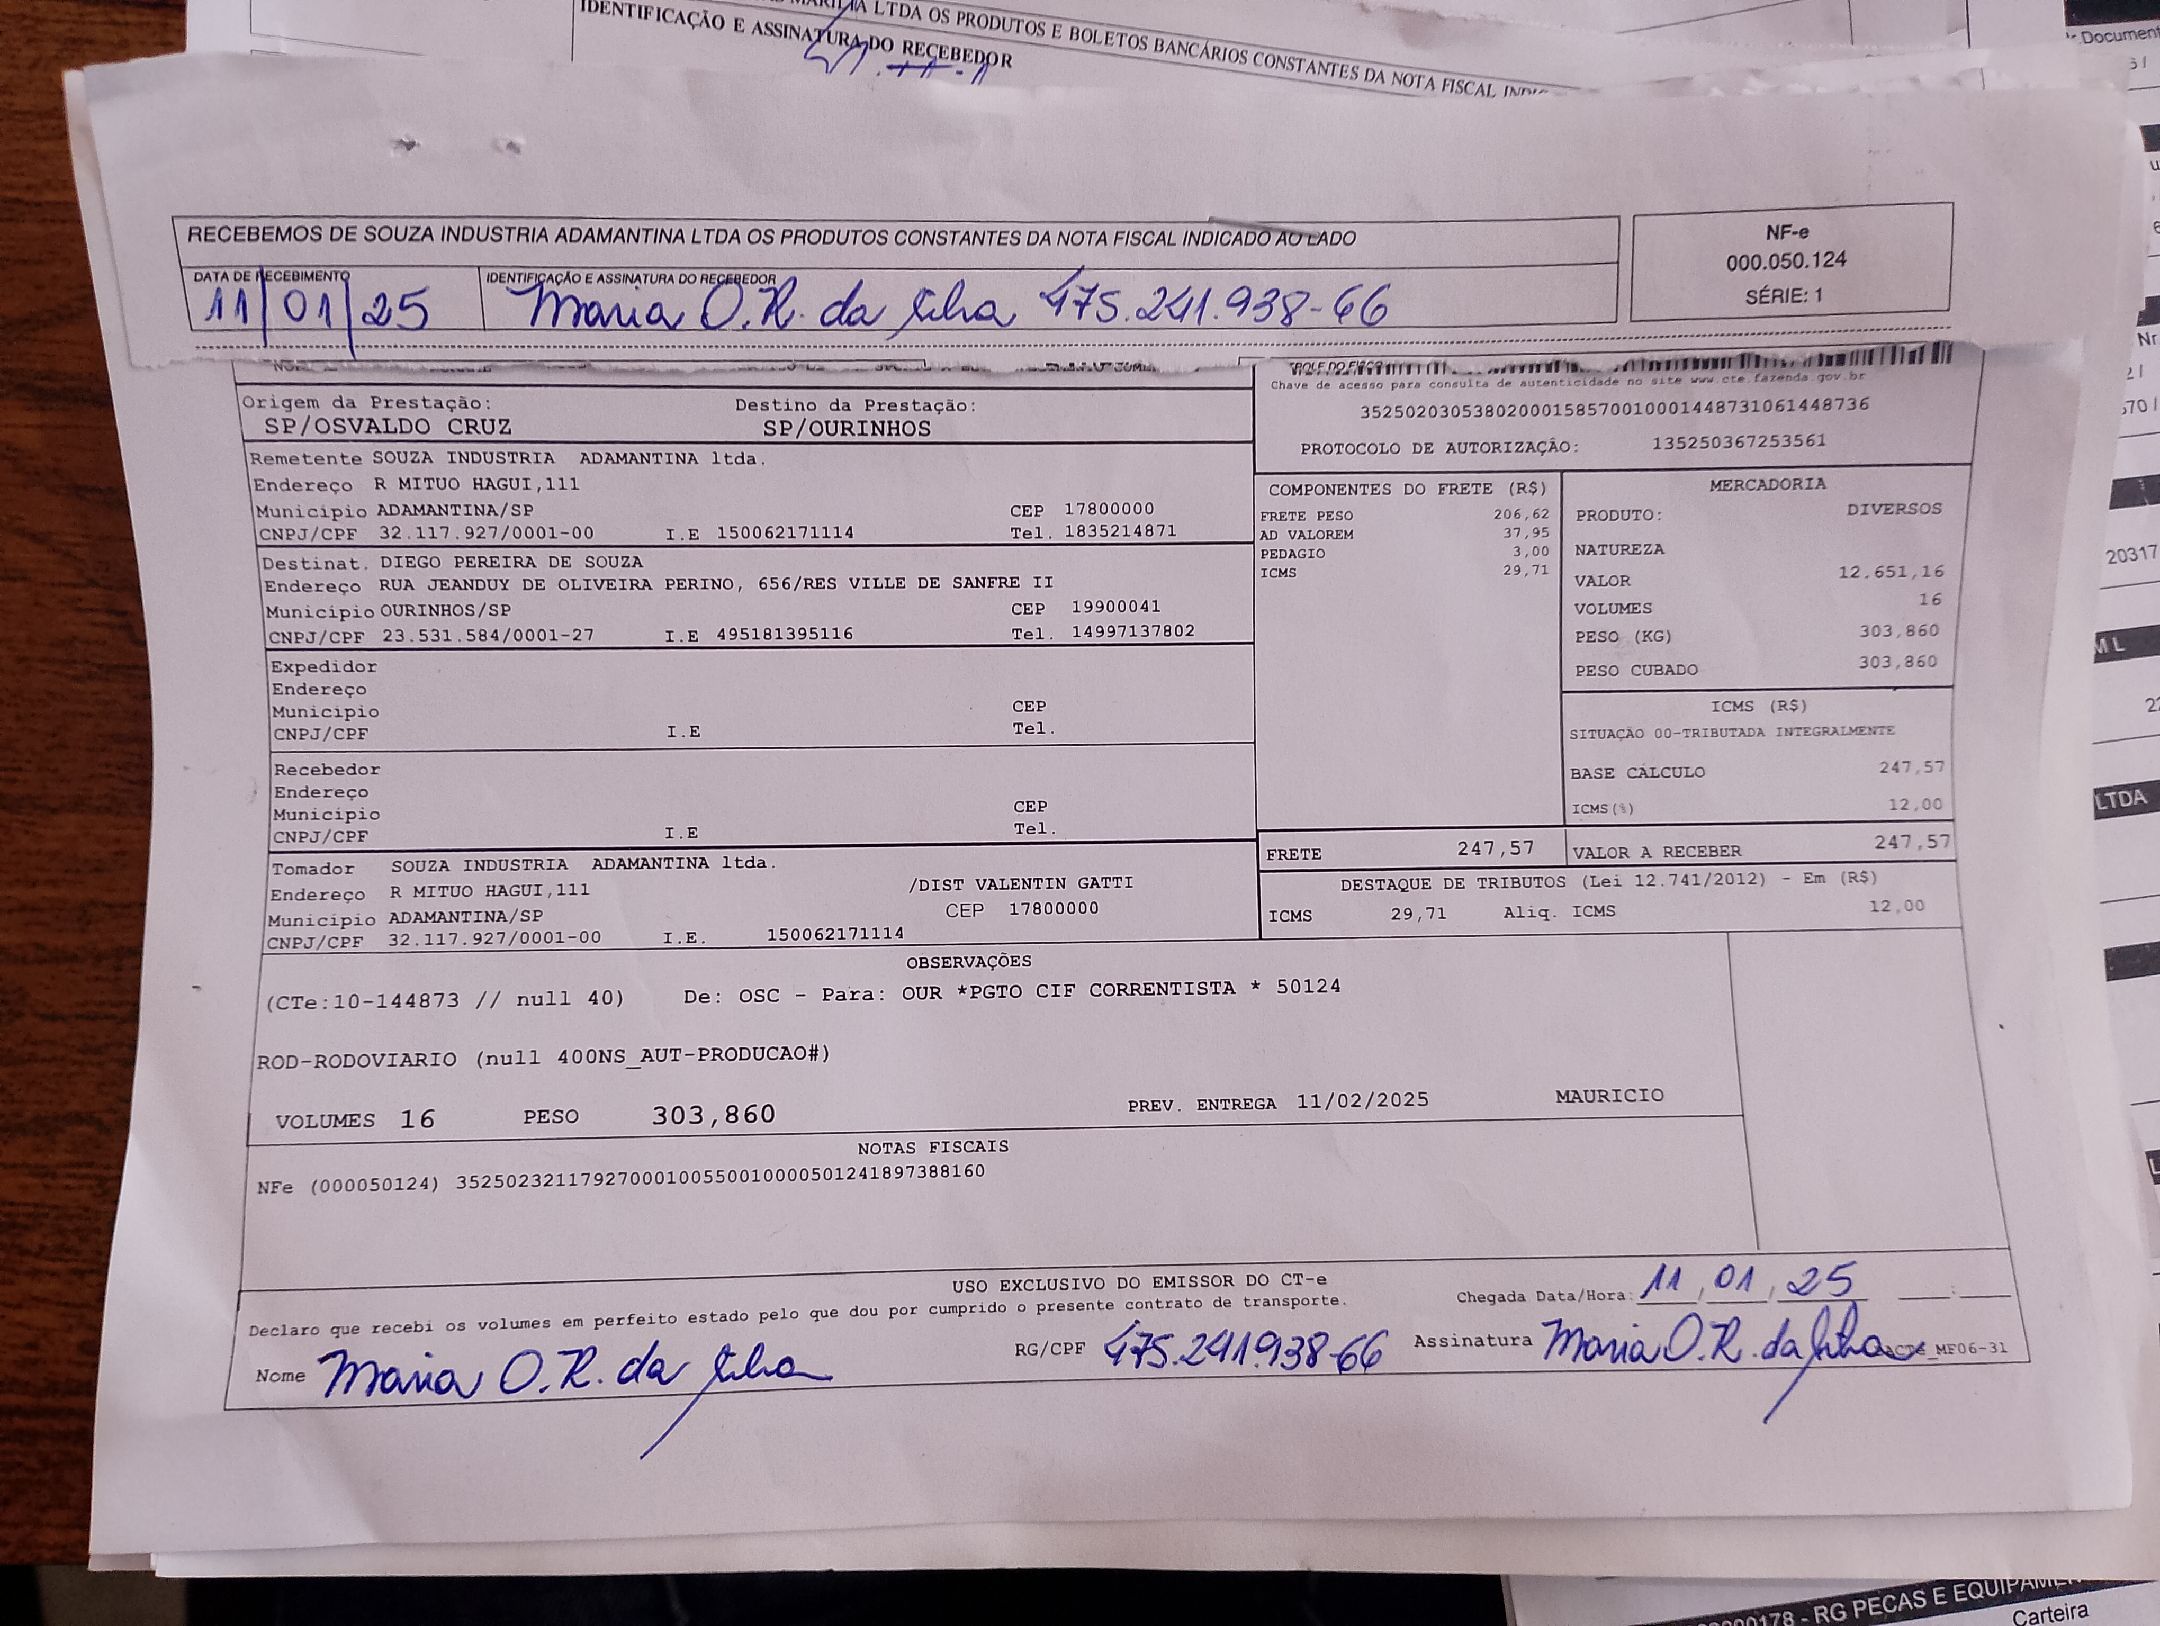 LTDA OS PRODUTOS E BOLETOS BANCÁRIOS CONSTANTES DA NOTA FISCAL
IDENTIFICAÇÃO E ASSINATURA DO RECEBEDOR
RECEBEMOS DE SOUZA INDUSTRIA ADAMANTINA LTDA OS PRODUTOS CONSTANTES DA NOTA FISCAL INDICADO AO LADO
NF-e
000.050.124
SÉRIE: 1
DATA DE RECEBIMENTO
11/01/25
IDENTIFICAÇÃO E ASSINATURA DO RECEBEDOR
Maria O.R. da Silva 475.241.938-66
Chave de acesso para consulta de autenticidade no site www.cte.fazenda.gov.br
35250203053802000158570010001448731061448736
PROTOCOLO DE AUTORIZAÇÃO: 135250367253561
Origem da Prestação: Destino da Prestação:
SP/OSVALDO CRUZ SP/OURINHOS
Remetente SOUZA INDUSTRIA ADAMANTINA ltda.
Endereço R MITUO HAGUI,111
Município ADAMANTINA/SP CEP 17800000
CNPJ/CPF 32.117.927/0001-00 I.E 150062171114 Tel. 1835214871
Destinat. DIEGO PEREIRA DE SOUZA
Endereço RUA JEANDUY DE OLIVEIRA PERINO, 656/RES VILLE DE SANFRE II
Município OURINHOS/SP CEP 19900041
CNPJ/CPF 23.531.584/0001-27 I.E 495181395116 Tel. 14997137802
Expedidor
Endereço
Município CEP
CNPJ/CPF I.E Tel.
Recebedor
Endereço
Município CEP
CNPJ/CPF I.E Tel.
Tomador SOUZA INDUSTRIA ADAMANTINA ltda.
Endereço R MITUO HAGUI,111 /DIST VALENTIN GATTI
Município ADAMANTINA/SP CEP 17800000
CNPJ/CPF 32.117.927/0001-00 I.E. 150062171114
COMPONENTES DO FRETE (R$)
FRETE PESO 206,62
AD VALOREM 37,95
PEDAGIO 3,00
ICMS 29,71
MERCADORIA
PRODUTO: DIVERSOS
NATUREZA
VALOR 12.651,16
VOLUMES 16
PESO (KG) 303,860
PESO CUBADO 303,860
ICMS (R$)
SITUAÇÃO 00-TRIBUTADA INTEGRALMENTE
BASE CÁLCULO 247,57
ICMS(%) 12,00
FRETE 247,57 VALOR A RECEBER 247,57
DESTAQUE DE TRIBUTOS (Lei 12.741/2012) - Em (R$)
ICMS 29,71 Aliq. ICMS 12,00
OBSERVAÇÕES
(CTe:10-144873 // null 40) De: OSC - Para: OUR *PGTO CIF CORRENTISTA * 50124
ROD-RODOVIARIO (null 400NS_AUT-PRODUCAO#)
VOLUMES 16 PESO 303,860 PREV. ENTREGA 11/02/2025 MAURICIO
NOTAS FISCAIS
NFe (000050124) 35250232117927000100550010000501241897388160
USO EXCLUSIVO DO EMISSOR DO CT-e
Declaro que recebi os volumes em perfeito estado pelo que dou por cumprido o presente contrato de transporte.
Chegada Data/Hora: 11,01,25 :
Nome Maria O.R. da Silva RG/CPF 475.241.938-66 Assinatura Maria O.R. da Silva MF06-31
Document
Nr
20317
LTDA
- RG PECAS E EQUIPAMEN
Carteira